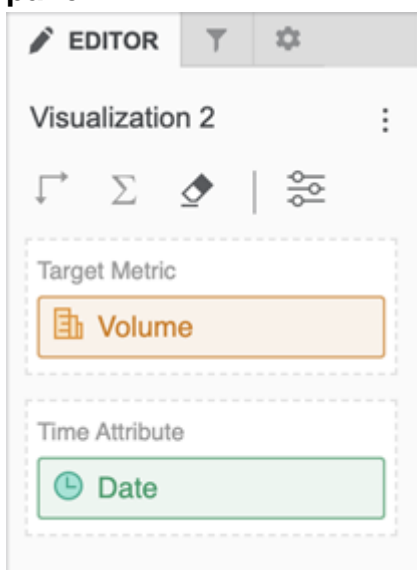 EDITOR
Visualization 2
Target Metric
Volume
Time Attribute
Date